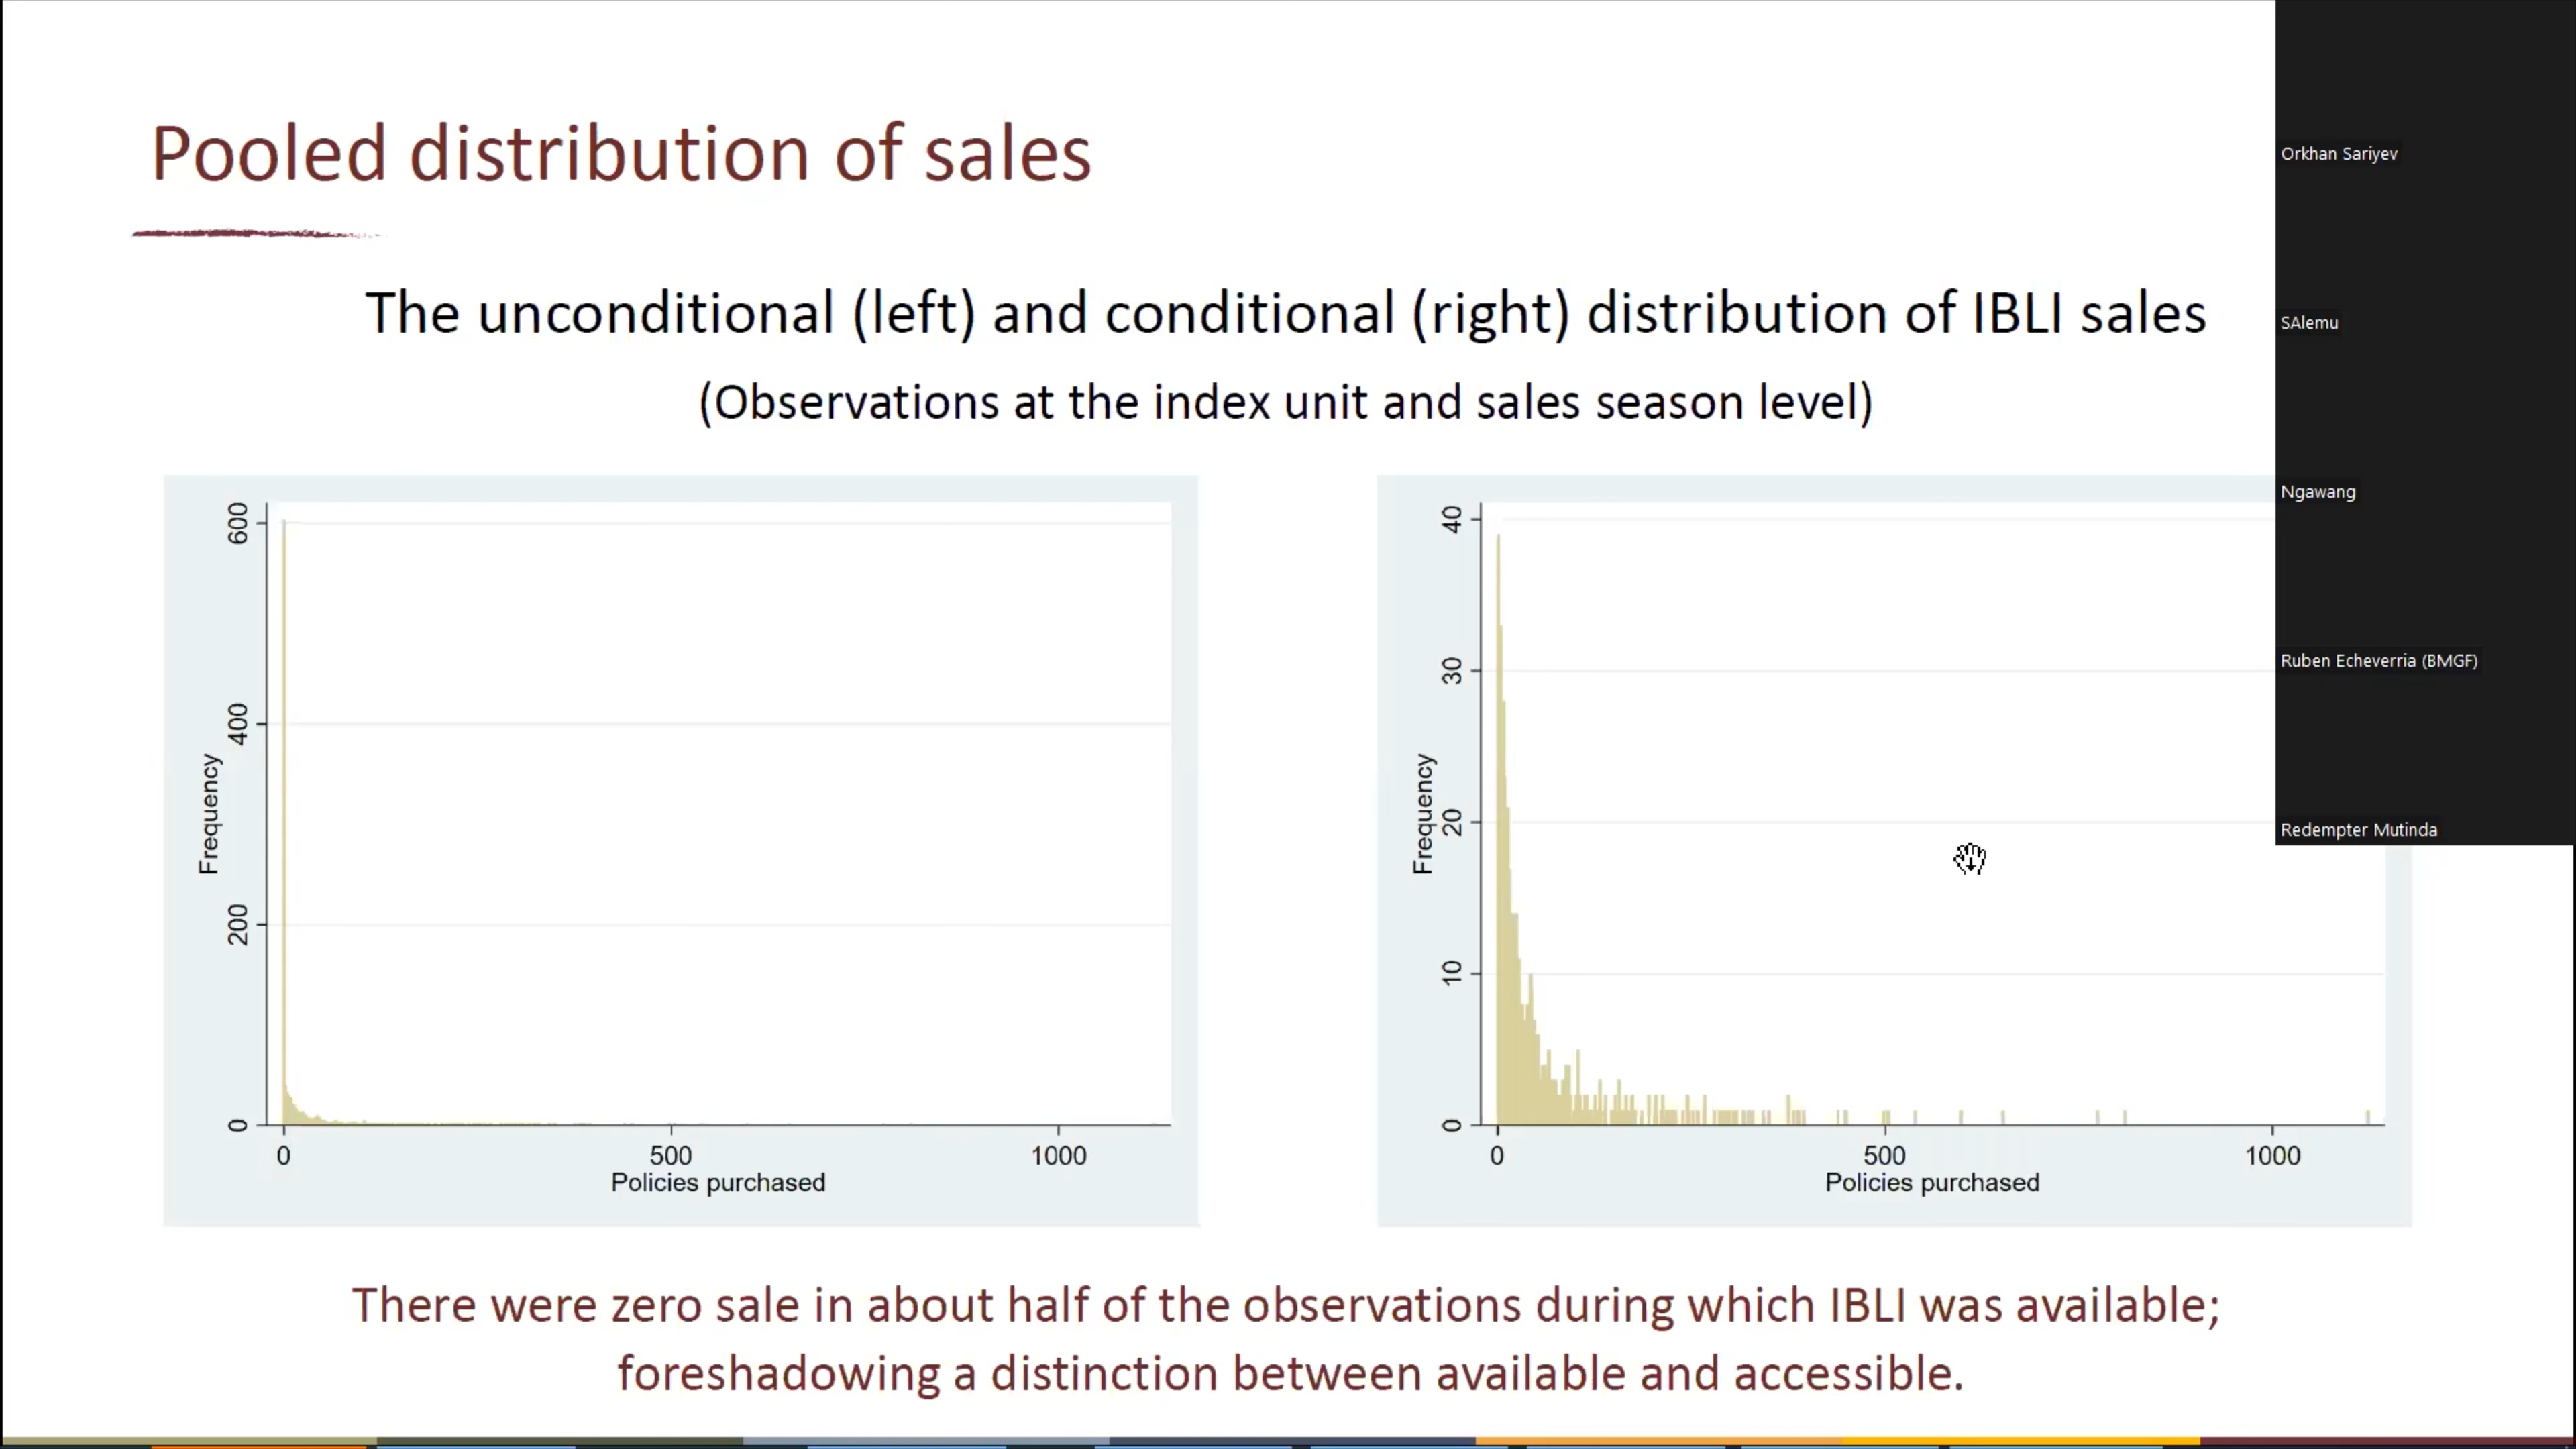 Pooled distribution of sales
The unconditional (left) and conditional (right) distribution of IBLI sales
(Observations at the index unit and sales season level)
600
400
200
0
Frequency
0 500 1000
Policies purchased
40
30
20
10
0
Frequency
0 500 1000
Policies purchased
There were zero sale in about half of the observations during which IBLI was available;
foreshadowing a distinction between available and accessible.
Orkhan Sariyev
SAlemu
Ngawang
Ruben Echeverria (BMGF)
Redempter Mutinda